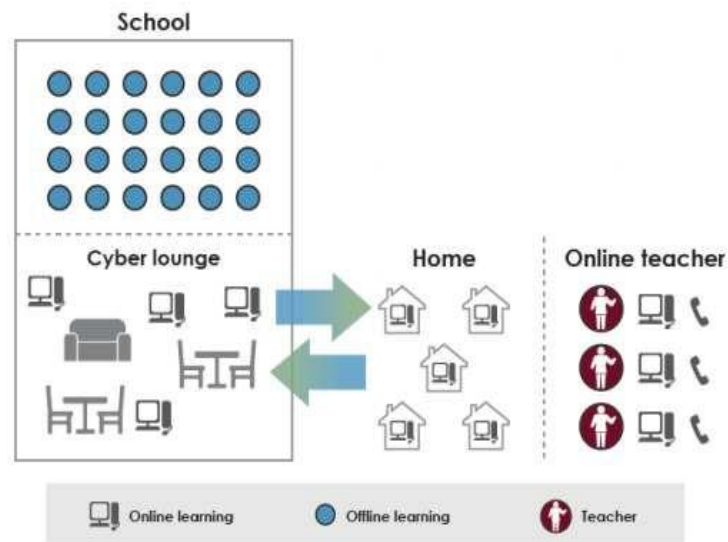 School
Cyber lounge
Home
Online teacher
Online learning
Offline learning
Teacher